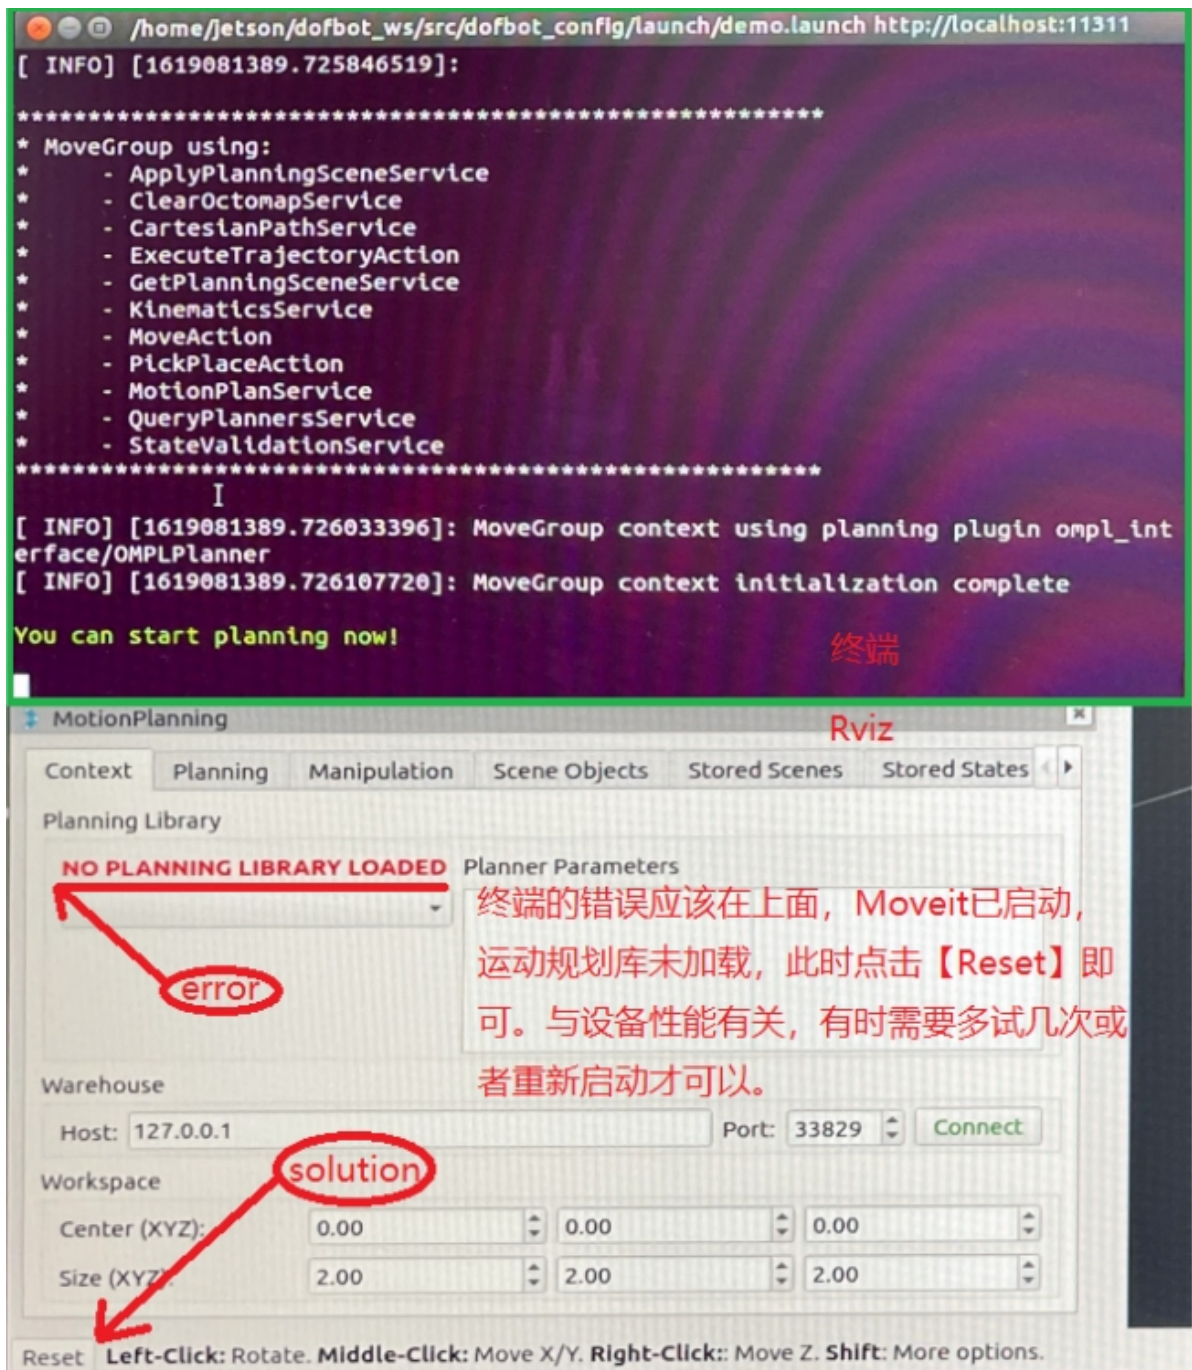 /home/jetson/dofbot_ws/src/dofbot_config/launch/demo.launch http://localhost:11311
[ INFO] [1619081389.725846519]:
********************************************************
* MoveGroup using:
*     - ApplyPlanningSceneService
*     - ClearOctomapService
*     - CartesianPathService
*     - ExecuteTrajectoryAction
*     - GetPlanningSceneService
*     - KinematicsService
*     - MoveAction
*     - PickPlaceAction
*     - MotionPlanService
*     - QueryPlannersService
*     - StateValidationService
********************************************************
[ INFO] [1619081389.726033396]: MoveGroup context using planning plugin ompl_int
erface/OMPLPlanner
[ INFO] [1619081389.726107720]: MoveGroup context initialization complete
You can start planning now!
终端
MotionPlanning
Rviz
Context Planning Manipulation Scene Objects Stored Scenes Stored States
Planning Library
NO PLANNING LIBRARY LOADED Planner Parameters
终端的错误应该在上面，Moveit已启动，
运动规划库未加载，此时点击【Reset】即
error
可。与设备性能有关，有时需要多试几次或
者重新启动才可以。
Warehouse
Host: 127.0.0.1 Port: 33829 Connect
solution
Workspace
Center (XYZ): 0.00 0.00 0.00
Size (XYZ): 2.00 2.00 2.00
Reset Left-Click: Rotate. Middle-Click: Move X/Y. Right-Click:: Move Z. Shift: More options.